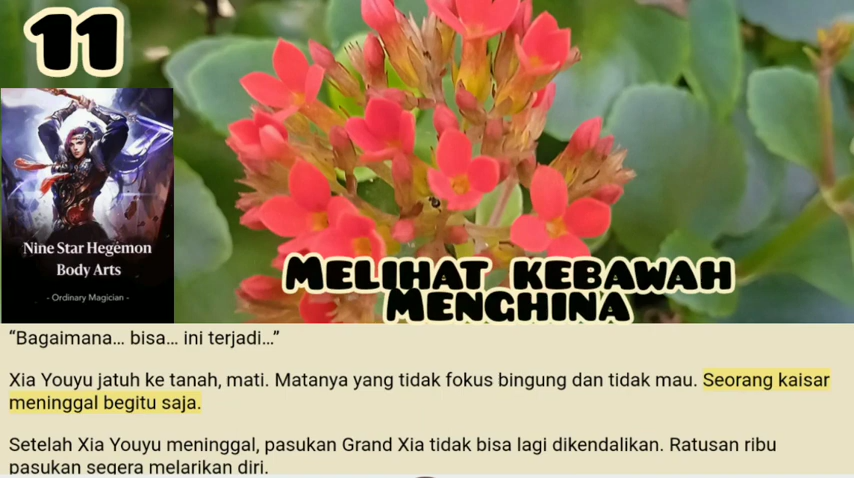 11
Nine Star Hegemon
Body Arts
- Ordinary Magician -
MELIHAT KEBAWAH
MENGHINA
“Bagaimana... bisa... ini terjadi...”
Xia Youyu jatuh ke tanah, mati. Matanya yang tidak fokus bingung dan tidak mau. Seorang kaisar
meninggal begitu saja.
Setelah Xia Youyu meninggal, pasukan Grand Xia tidak bisa lagi dikendalikan. Ratusan ribu
pasukan segera melarikan diri.